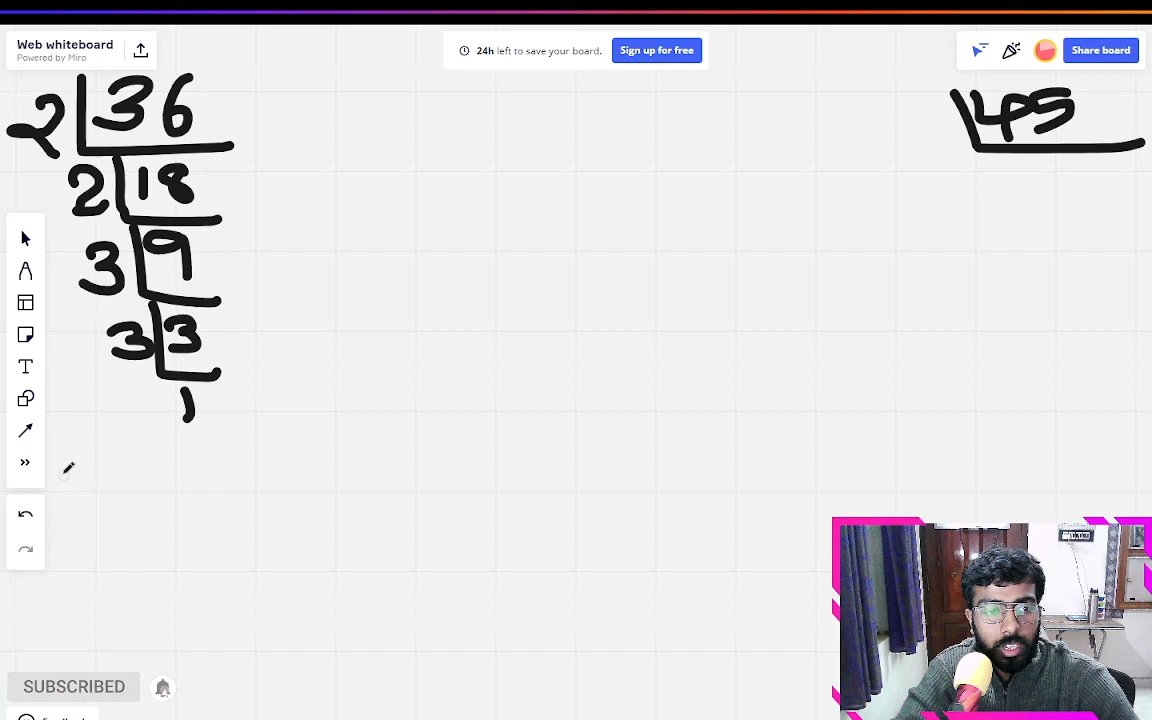 Web whiteboard
Powered by Miro
24h left to save your board.
Sign up for free
Share board
2 36
2 18
3 9
3 3
1
45
T
SUBSCRIBED